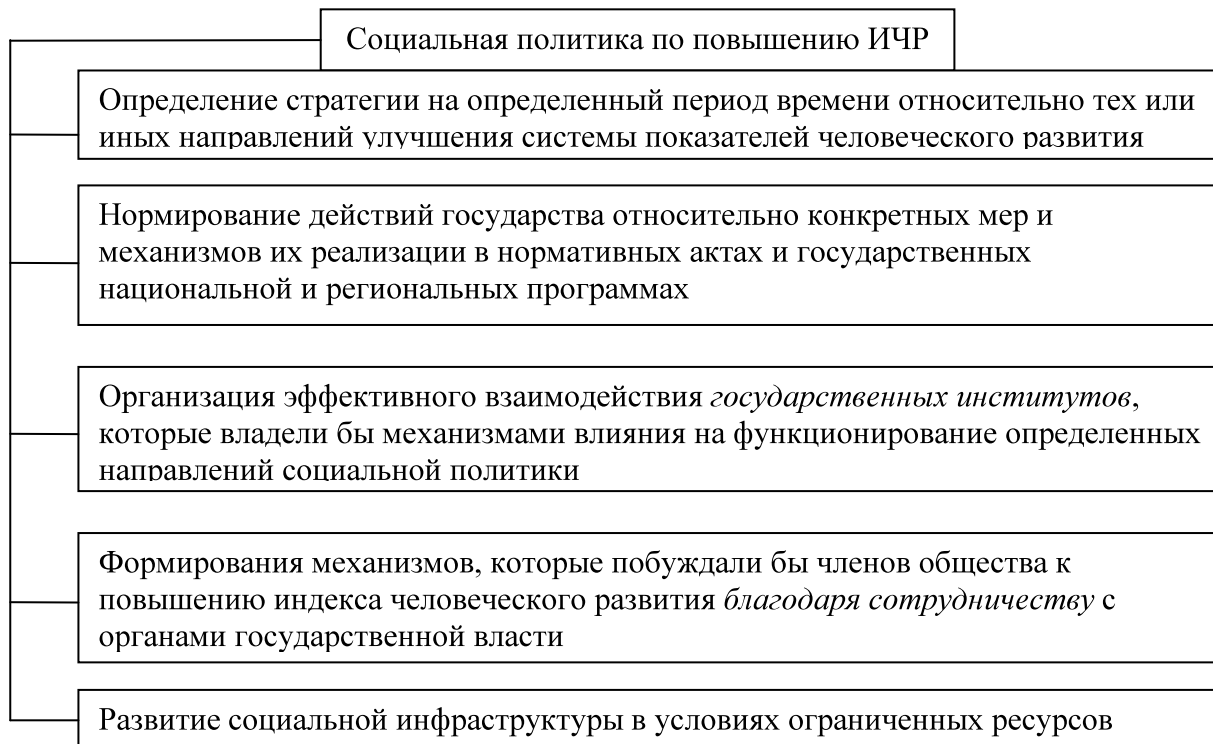 Социальная политика по повышению ИЧР
Определение стратегии на определенный период времени относительно тех или
иных направлений улучшения системы показателей человеческого развития
Нормирование действий государства относительно конкретных мер и
механизмов их реализации в нормативных актах и государственных
национальной и региональных программах
Организация эффективного взаимодействия государственных институтов,
которые владели бы механизмами влияния на функционирование определенных
направлений социальной политики
Формирования механизмов, которые побуждали бы членов общества к
повышению индекса человеческого развития благодаря сотрудничеству с
органами государственной власти
Развитие социальной инфраструктуры в условиях ограниченных ресурсов